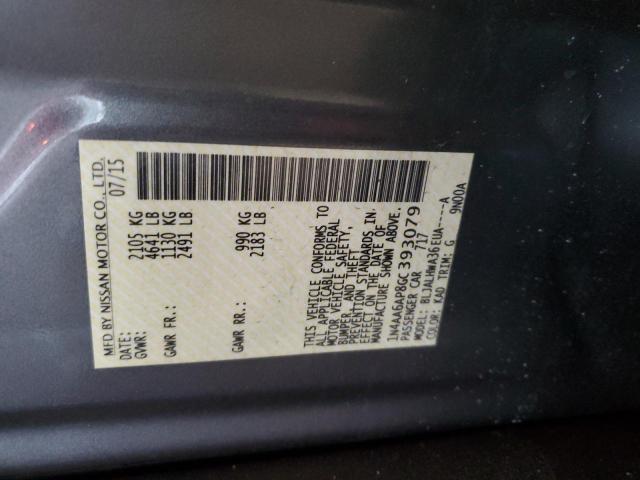 MFD BY NISSAN MOTOR CO., LTD.
DATE: 07/15
GVWR: 2105 KG
4641 LB
GAWR FR.: 1130 KG
2491 LB
GAWR RR.: 990 KG
2183 LB
THIS VEHICLE CONFORMS TO
ALL APPLICABLE FEDERAL
MOTOR VEHICLE SAFETY,
BUMPER, AND THEFT
PREVENTION STANDARDS IN
EFFECT ON THE DATE OF
MANUFACTURE SHOWN ABOVE.
1N4AA6AP8GC393079
PASSENGER CAR 717
MODEL: BLJALHWA36EUA----A
COLOR: KAD TRIM: G 9N00A